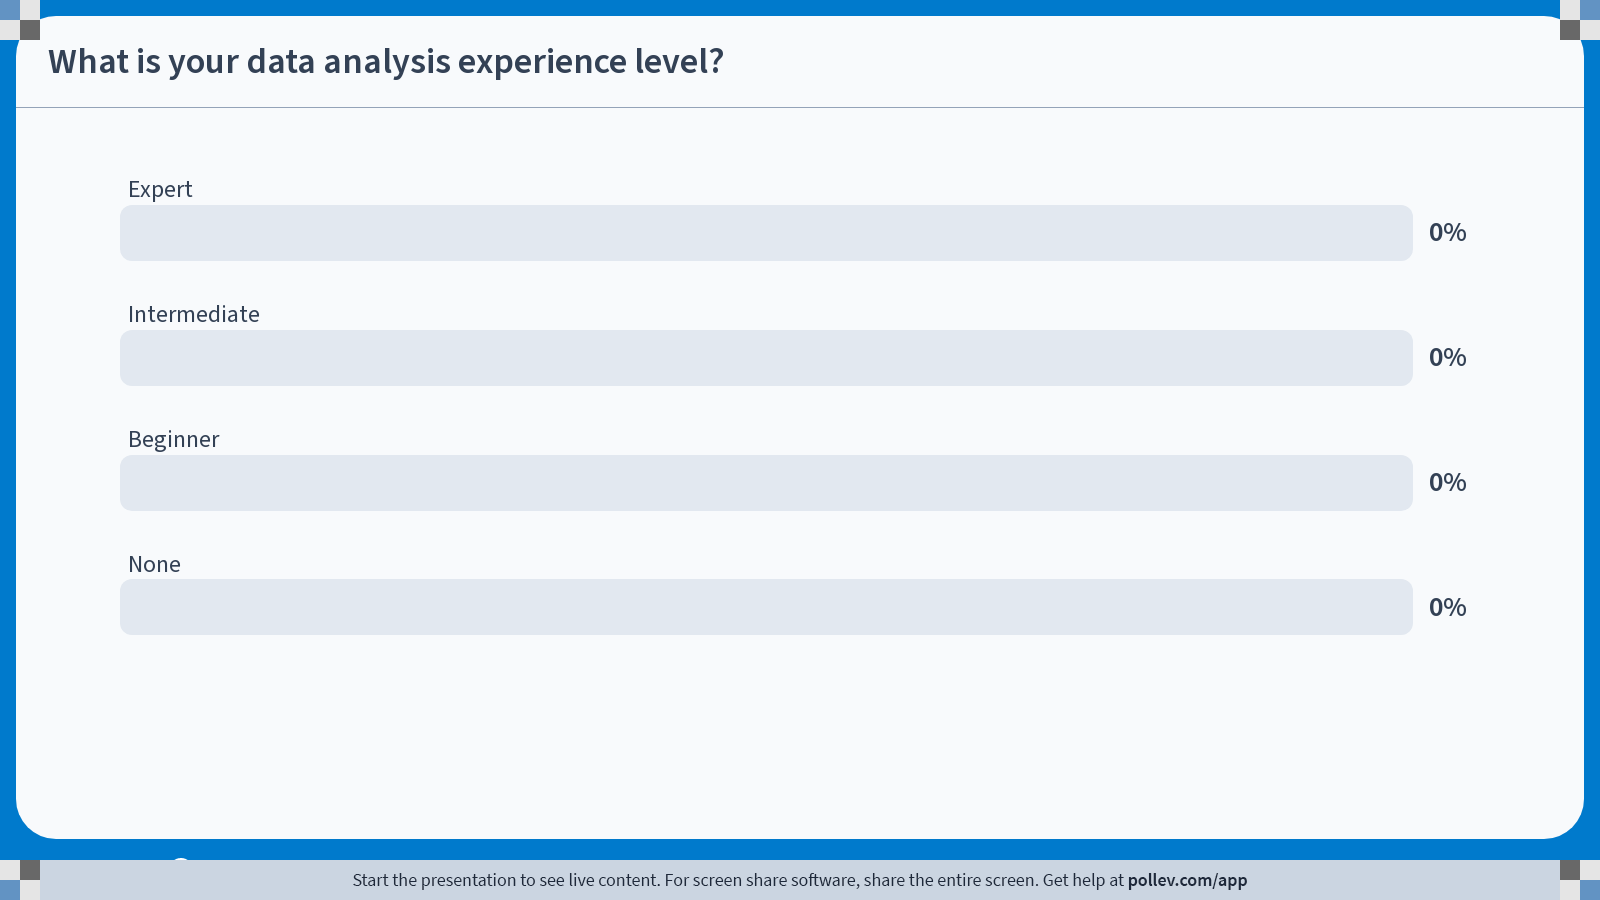 What is your data analysis experience level?
Expert
0%
Intermediate
0%
Beginner
0%
None
0%
Start the presentation to see live content. For screen share software, share the entire screen. Get help at pollev.com/app